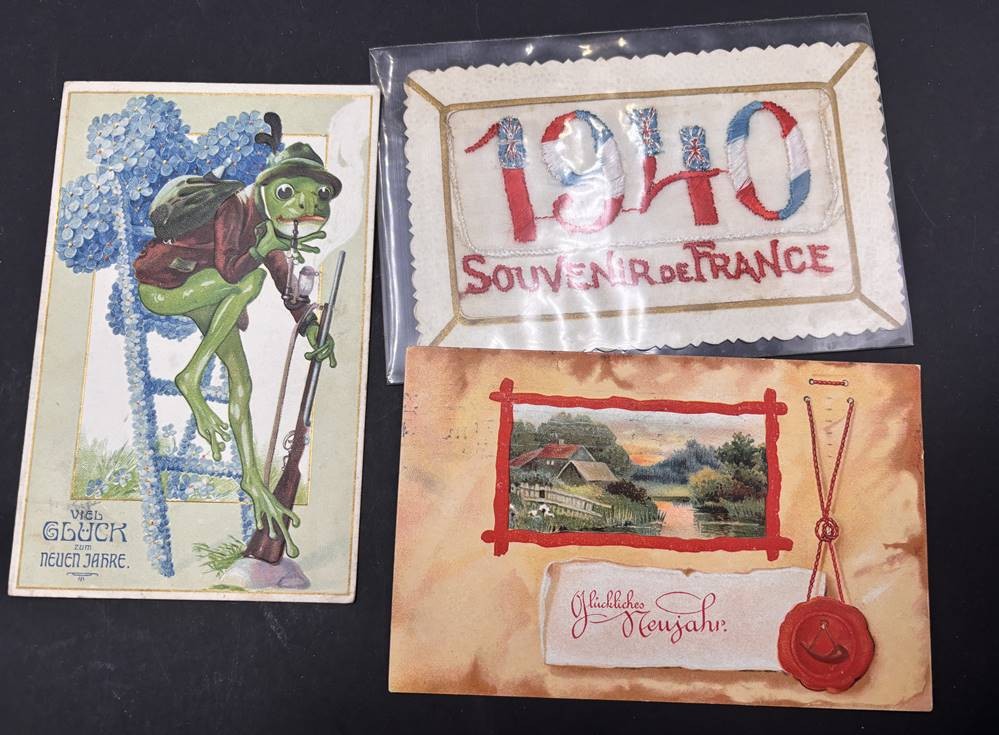 VIEL
GLÜCK
ZUM
NEUEN JAHRE.
1940
SOUVENIR DE FRANCE
Glückliches
Neujahr.